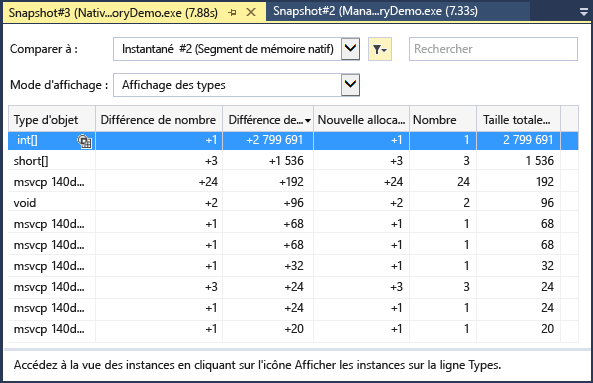 Snapshot#3 (Nativ...oryDemo.exe (7.88s) Snapshot#2 (Mana...ryDemo.exe (7.33s)
Comparer à : Instantané #2 (Segment de mémoire natif) Rechercher
Mode d'affichage : Affichage des types
Type d'objet Différence de nombre Différence de... Nouvelle alloca... Nombre Taille totale...
int[] +1 +2 799 691 +1 1 2 799 691
short[] +3 +1 536 +3 3 1 536
msvcp 140d... +24 +192 +24 24 192
void +2 +96 +2 2 96
msvcp 140d... +1 +68 +1 1 68
msvcp 140d... +1 +68 +1 1 68
msvcp 140d... +1 +32 +1 1 32
msvcp 140d... +3 +24 +3 3 24
msvcp 140d... +1 +24 +1 1 24
msvcp 140d... +1 +20 +1 1 20
Accédez à la vue des instances en cliquant sur l'icône Afficher les instances sur la ligne Types.